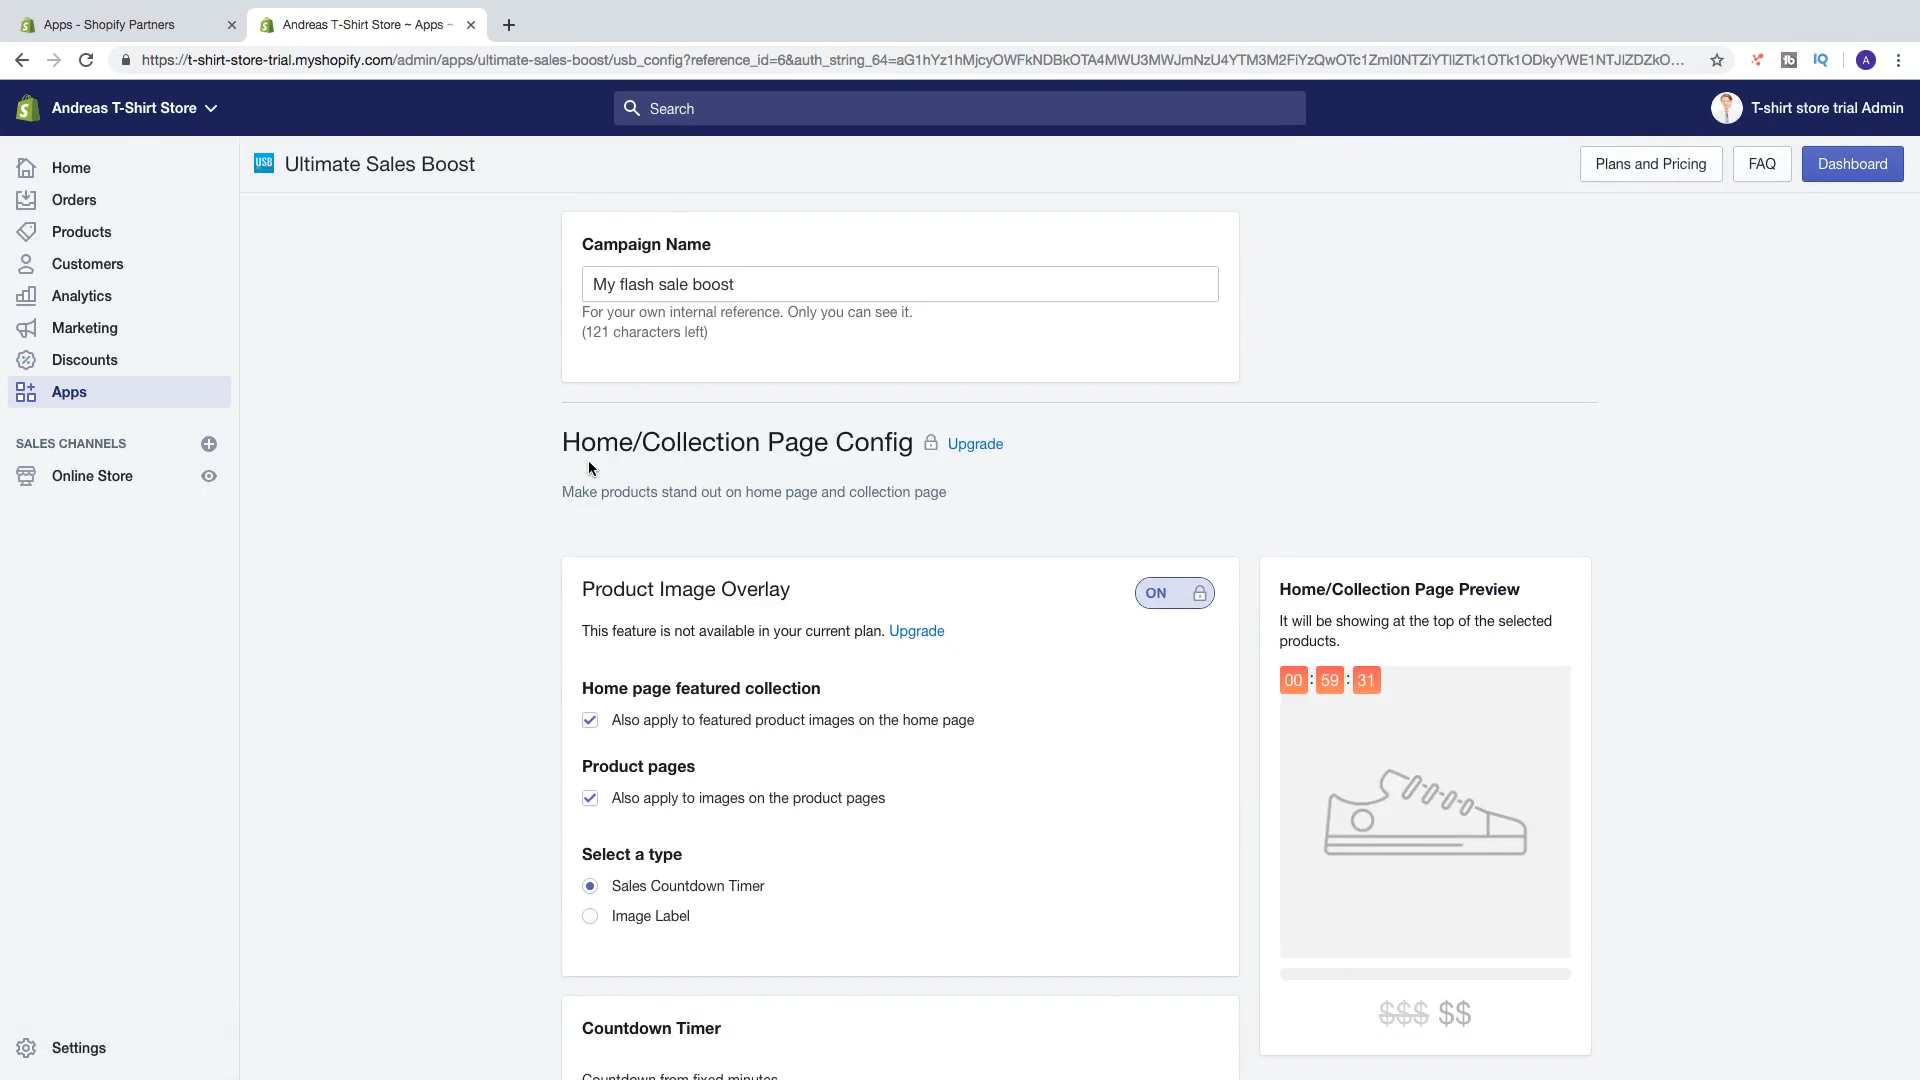 Apps - Shopify Partners
Andreas T-Shirt Store ~ Apps ~
https://t-shirt-store-trial.myshopify.com/admin/apps/ultimate-sales-boost/usb_config?reference_id=6&auth_string_64=aG1hYz1hMjcyOWFkNDBkOTA4MWU3MWJmNzU4YTM3M2FiYzQwOTc1ZmI0NTZiYTllZTk1OTk1ODkyYWE1NTJlZDZkO...
Andreas T-Shirt Store
Search
T-shirt store trial Admin
Home
Orders
Products
Customers
Analytics
Marketing
Discounts
Apps
SALES CHANNELS
Online Store
Settings
USB
Ultimate Sales Boost
Plans and Pricing
FAQ
Dashboard
Campaign Name
My flash sale boost
For your own internal reference. Only you can see it.
(121 characters left)
Home/Collection Page Config Upgrade
Make products stand out on home page and collection page
Product Image Overlay
ON
This feature is not available in your current plan. Upgrade
Home page featured collection
Also apply to featured product images on the home page
Product pages
Also apply to images on the product pages
Select a type
Sales Countdown Timer
Image Label
Countdown Timer
Countdown from fixed minutes
Home/Collection Page Preview
It will be showing at the top of the selected
products.
00 : 59 : 31
$$$ $$